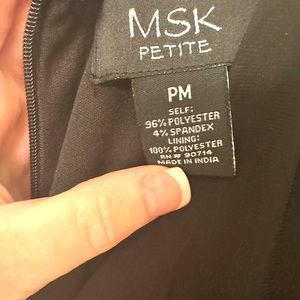 MSK
PETITE
PM
SELF:
96% POLYESTER
4% SPANDEX
LINING:
100% POLYESTER
RN # 90714
MADE IN INDIA